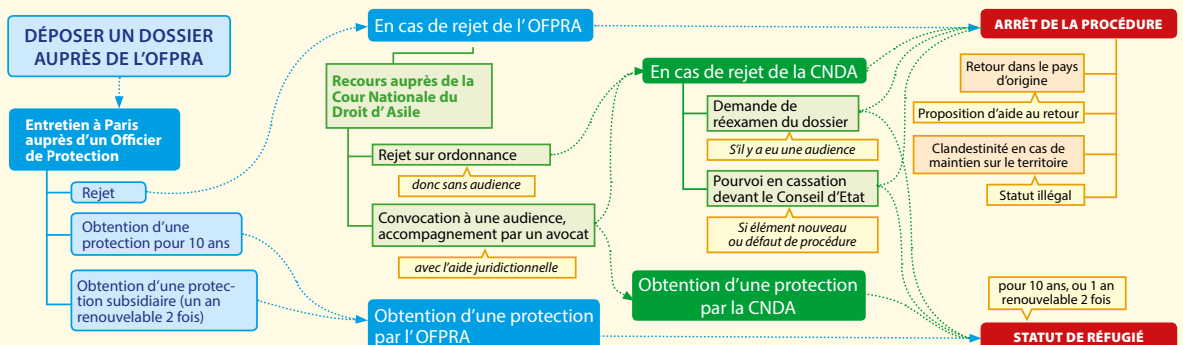 DÉPOSER UN DOSSIER
AUPRÈS DE L'OFPRA
Entretien à Paris
auprès d'un Officier
de Protection
Rejet
Obtention d'une
protection pour 10 ans
Obtention d'une protec-
tion subsidiaire (un an
renouvelable 2 fois)
En cas de rejet de l'OFPRA
Recours auprès de la
Cour Nationale du
Droit d' Asile
Rejet sur ordonnance
donc sans audience
Convocation à une audience,
accompagnement par un avocat
avec l'aide juridictionnelle
Obtention d'une protection
par l' OFPRA
En cas de rejet de la CNDA
Demande de
réexamen du dossier
S'il y a eu une audience
Pourvoi en cassation
devant le Conseil d'Etat
Si élément nouveau
ou défaut de procédure
Obtention d'une protection
par la CNDA
ARRÊT DE LA PROCÉDURE
Retour dans le pays
d'origine
Proposition d'aide au retour
Clandestinité en cas de
maintien sur le territoire
Statut illégal
pour 10 ans, ou 1 an
renouvelable 2 fois
STATUT DE RÉFUGIÉ